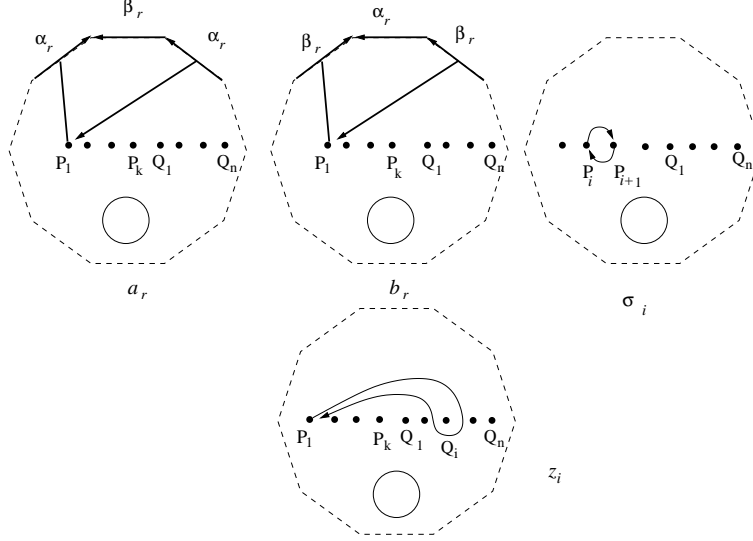 α_r β_r α_r
P_1 P_k Q_1 Q_n
a_r
β_r α_r β_r
P_1 P_k Q_1 Q_n
b_r
P_i P_{i+1} Q_1 Q_n
σ_i
P_1 P_k Q_1 Q_i Q_n
z_i